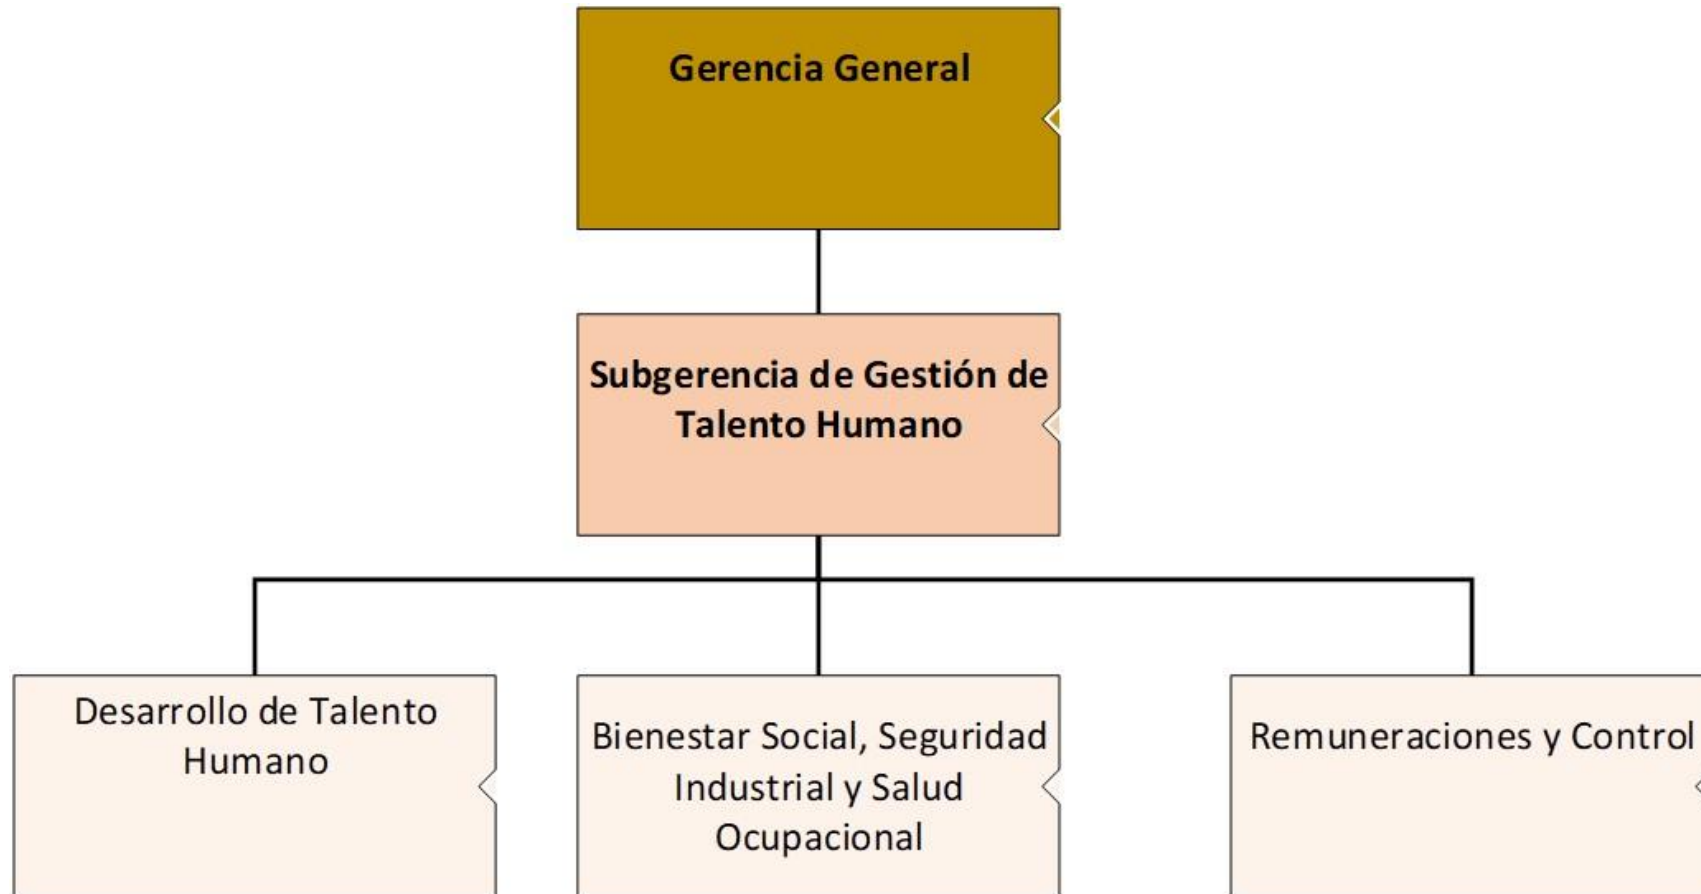 Gerencia General
Subgerencia de Gestión de
Talento Humano
Desarrollo de Talento
Humano
Bienestar Social, Seguridad
Industrial y Salud
Ocupacional
Remuneraciones y Control